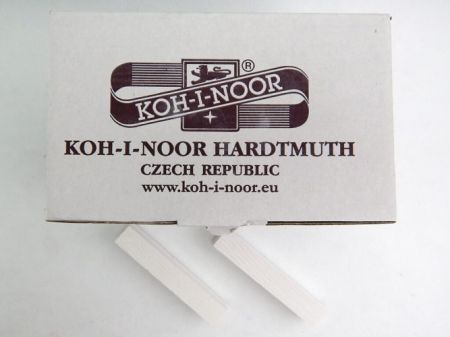 ®
KOH-I-NOOR
KOH-I-NOOR HARDTMUTH
CZECH REPUBLIC
www.koh-i-noor.eu